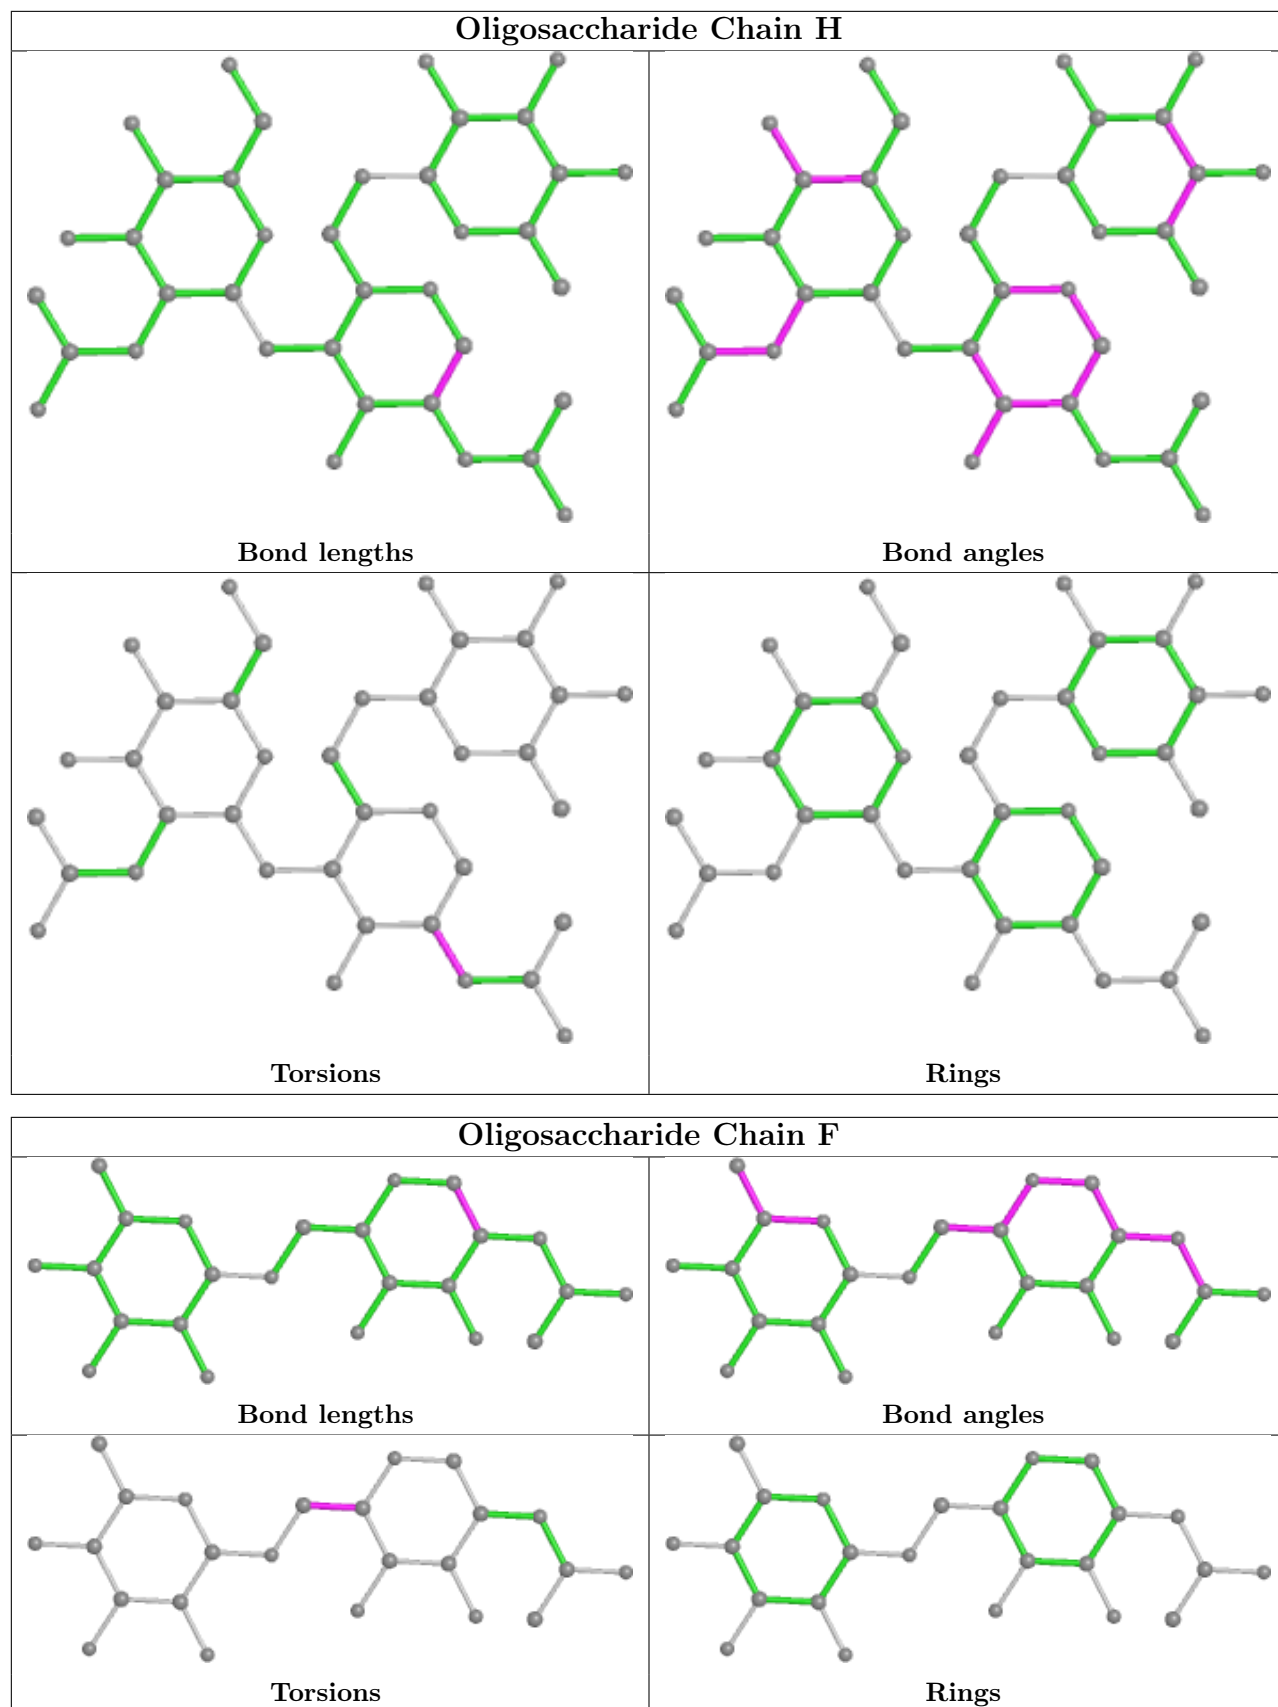 Oligosaccharide Chain H
Bond lengths
Bond angles
Torsions
Rings
Oligosaccharide Chain F
Bond lengths
Bond angles
Torsions
Rings